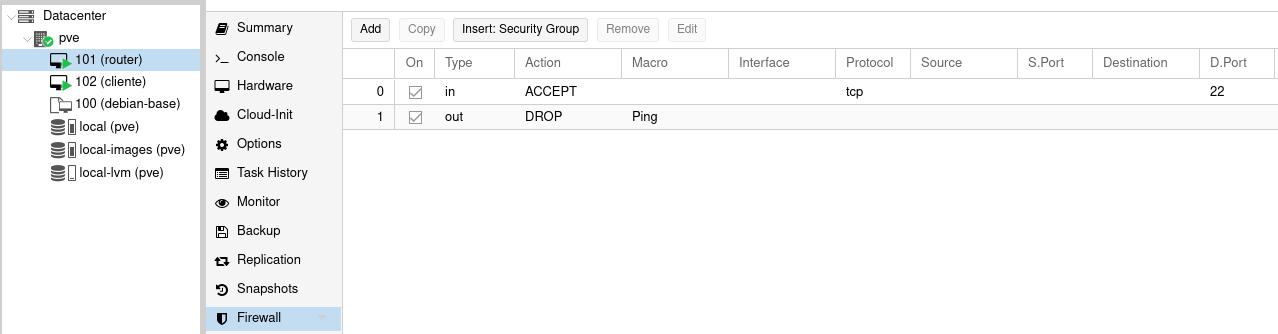 Datacenter
pve
101 (router)
102 (cliente)
100 (debian-base)
local (pve)
local-images (pve)
local-lvm (pve)
Summary
Console
Hardware
Cloud-Init
Options
Task History
Monitor
Backup
Replication
Snapshots
Firewall
Add Copy Insert: Security Group Remove Edit
On Type Action Macro Interface Protocol Source S.Port Destination D.Port
0 in ACCEPT tcp 22
1 out DROP Ping